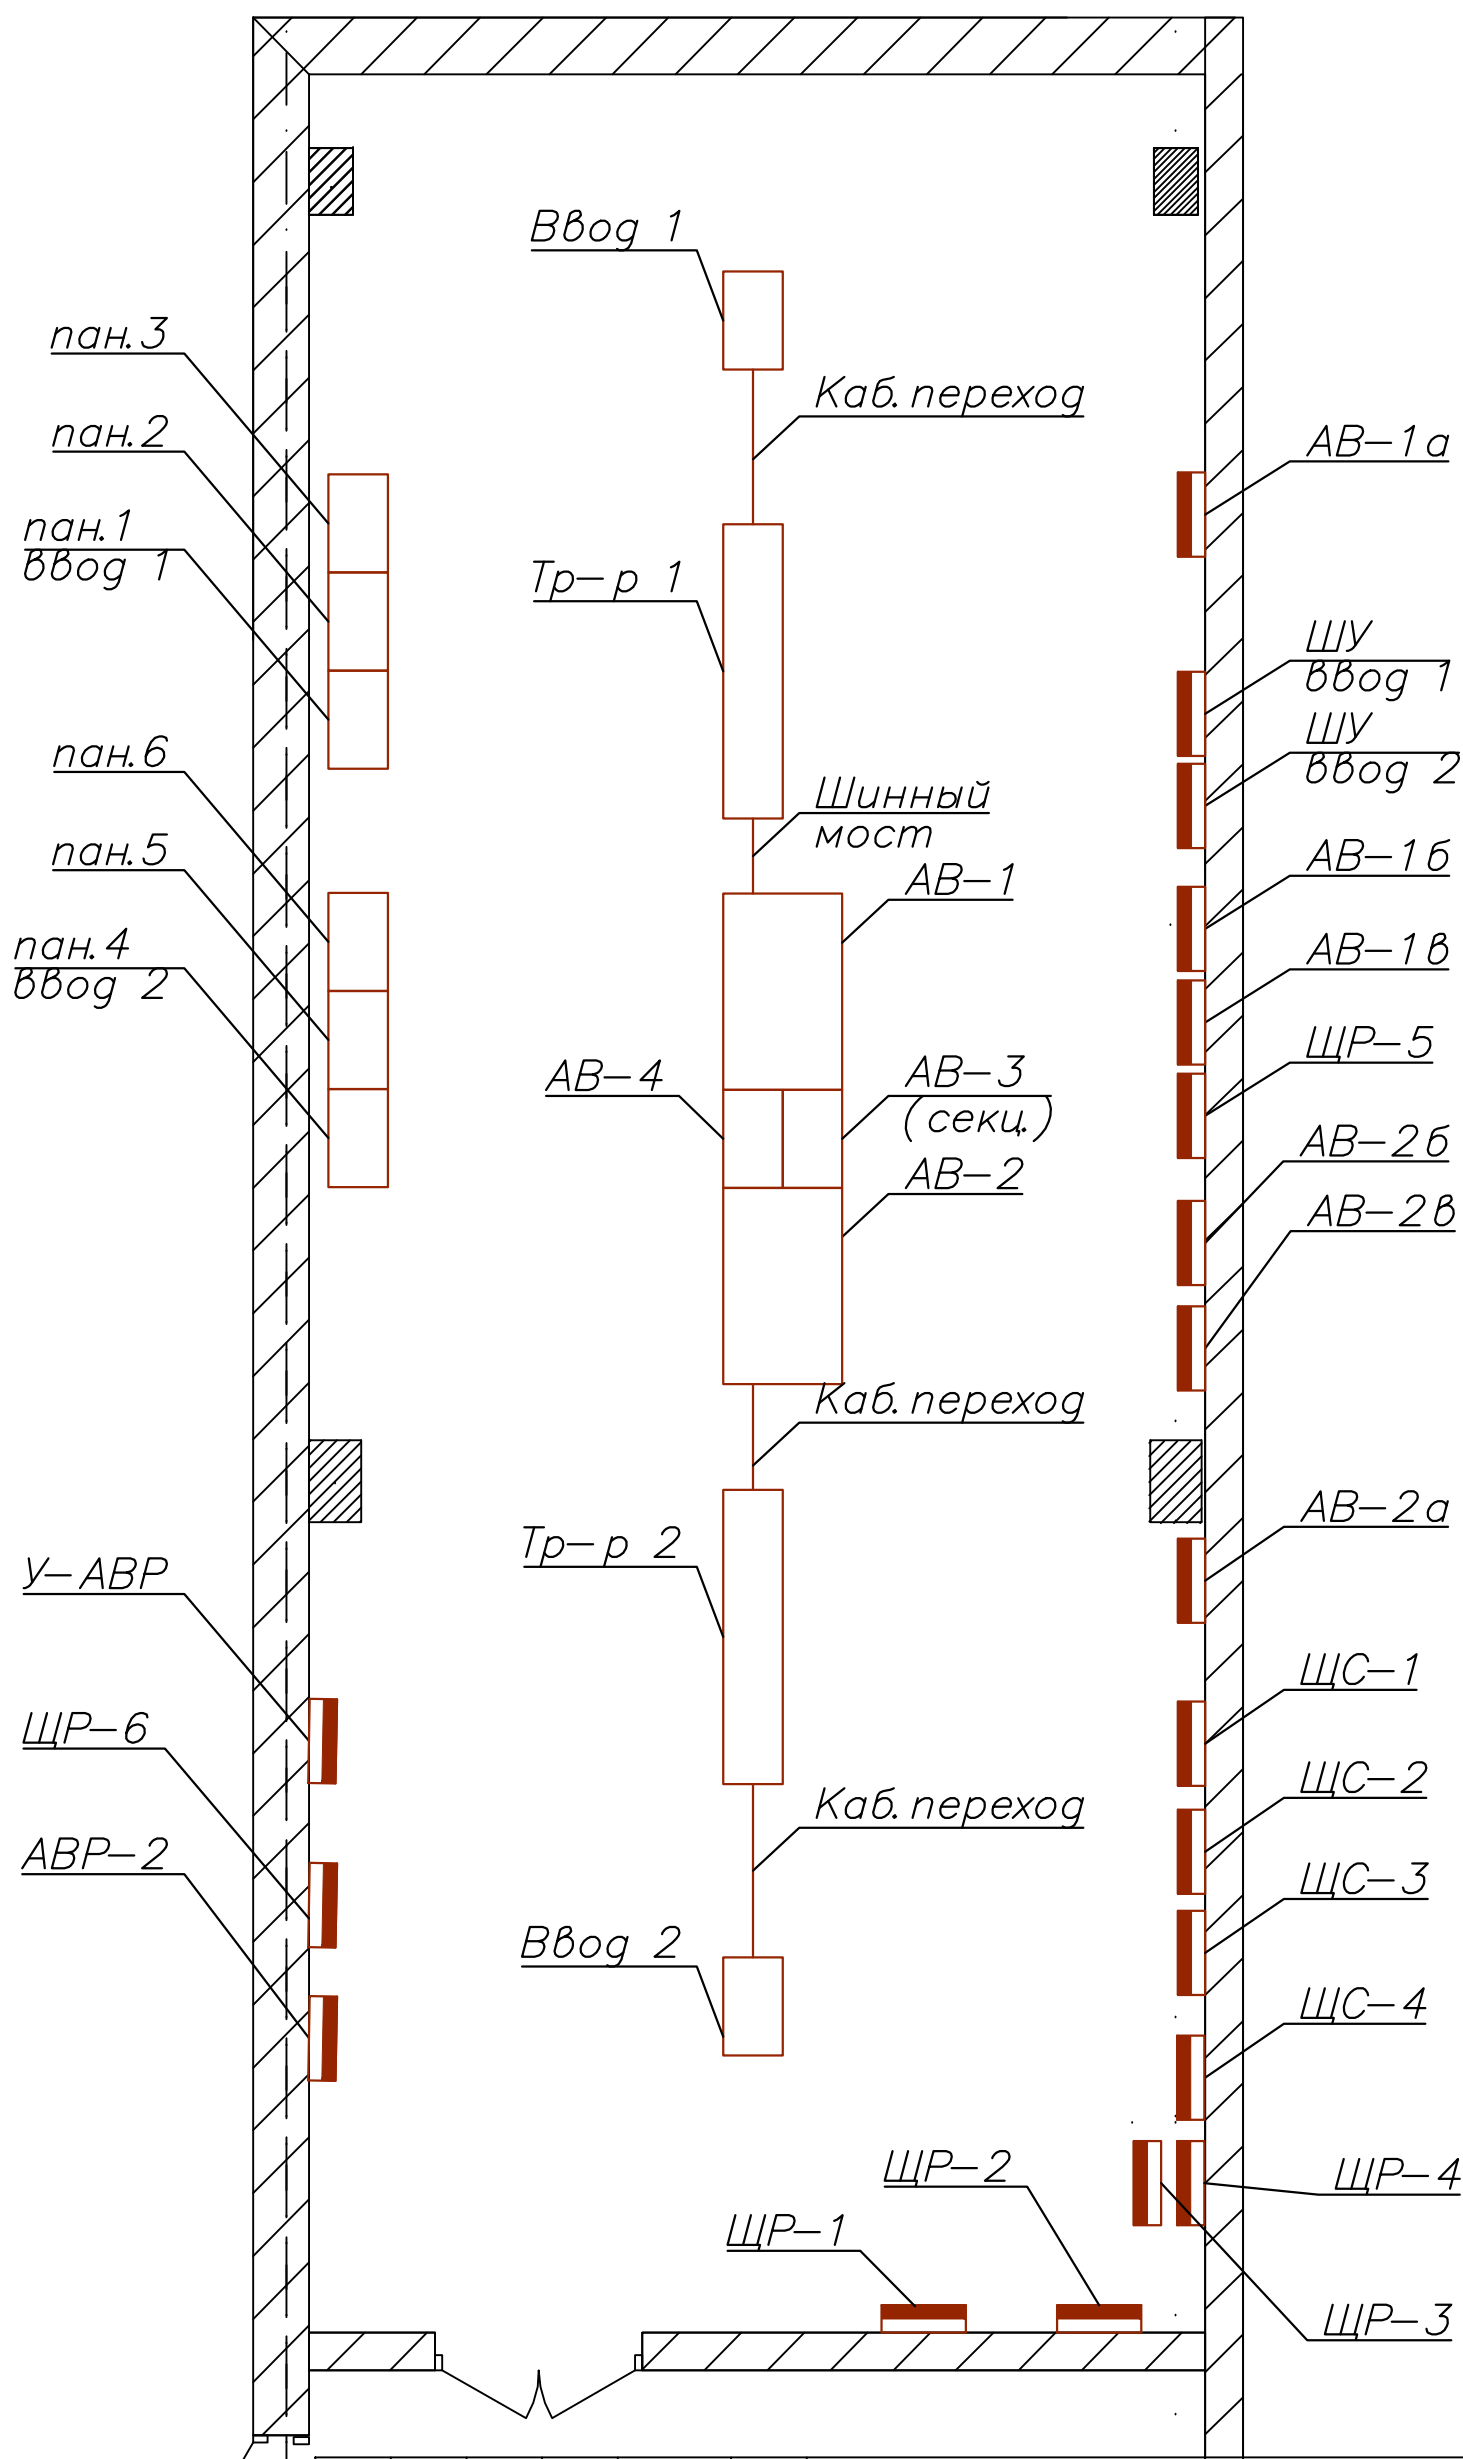 Ввод 1
пан.3
Каб. переход
пан.2
АВ-1а
пан.1
ввод 1
Тр-р 1
ШУ
ввод 1
ШУ
ввод 2
пан.6
Шинный
мост
пан.5
АВ-1б
АВ-1
пан.4
ввод 2
АВ-1в
ЩР-5
АВ-4
АВ-3
(секц.)
АВ-2б
АВ-2
АВ-2в
Каб. переход
АВ-2а
Тр-р 2
У-АВР
ЩС-1
ЩР-6
ЩС-2
Каб. переход
АВР-2
ЩС-3
Ввод 2
ЩС-4
ЩР-2
ЩР-4
ЩР-1
ЩР-3